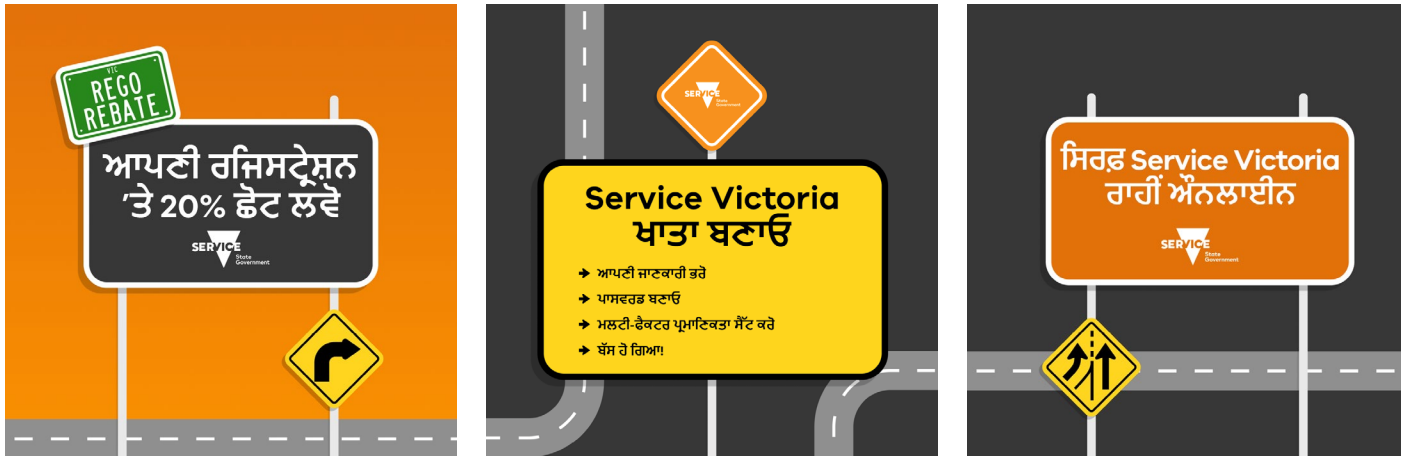 VIC
REGO
REBATE
ਆਪਣੀ ਰਜਿਸਟ੍ਰੇਸ਼ਨ
'ਤੇ 20% ਛੋਟ ਲਵੋ
SERVICE
State
Government
SERVICE
State
Government
Service Victoria
ਖਾਤਾ ਬਣਾਓ
➔ ਆਪਣੀ ਜਾਣਕਾਰੀ ਭਰੋ
➔ ਪਾਸਵਰਡ ਬਣਾਓ
➔ ਮਲਟੀ-ਫੈਕਟਰ ਪ੍ਰਮਾਣਿਕਤਾ ਸੈੱਟ ਕਰੋ
➔ ਬੱਸ ਹੋ ਗਿਆ!
ਸਿਰਫ਼ Service Victoria
ਰਾਹੀਂ ਔਨਲਾਈਨ
SERVICE
State
Government